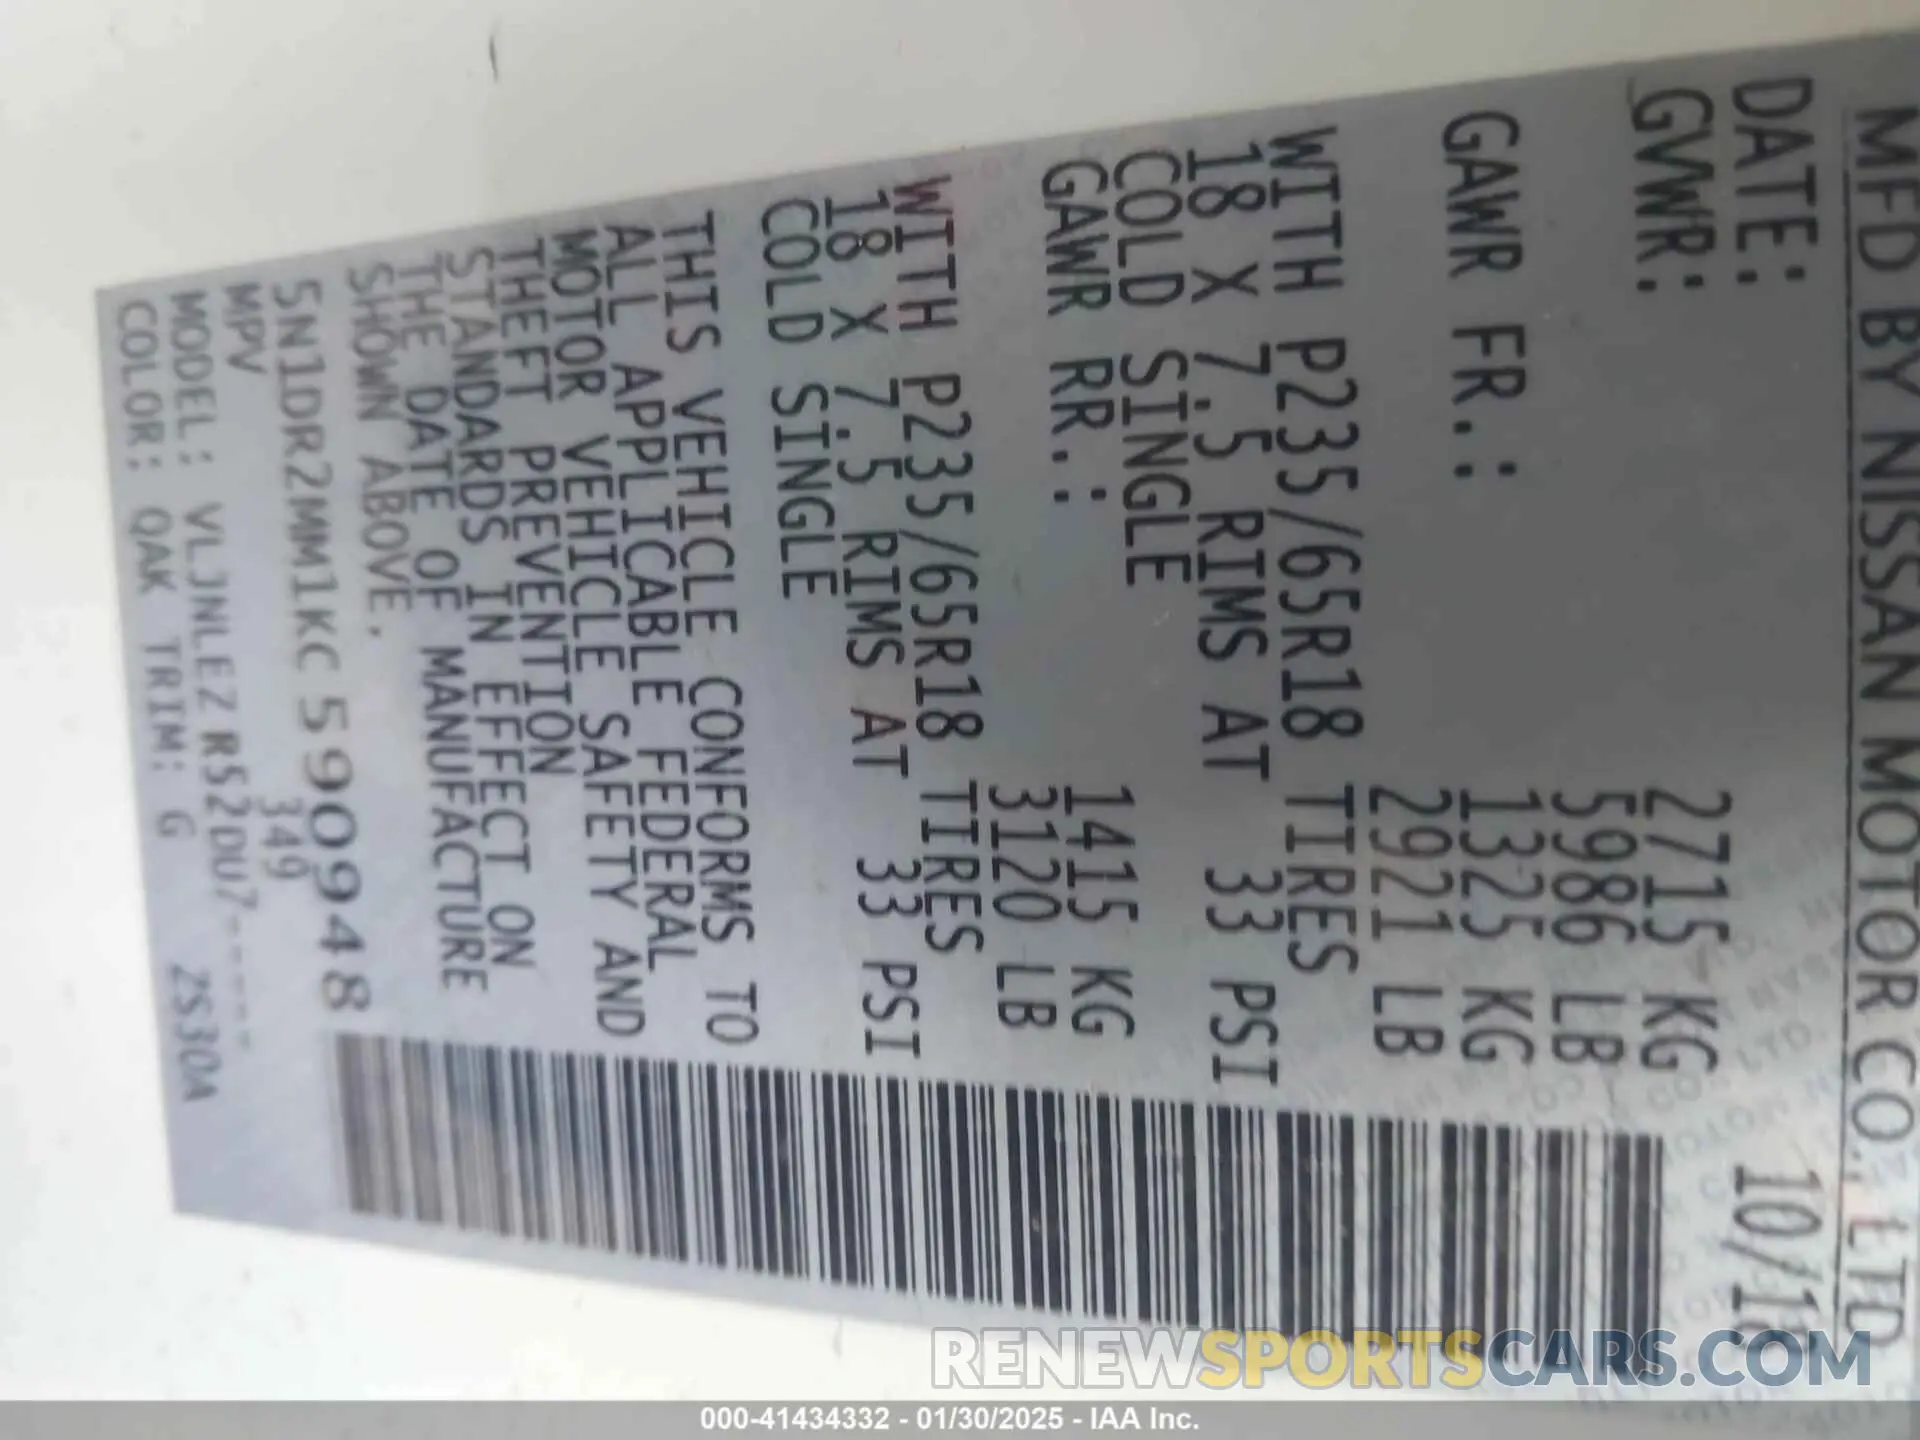 MFD BY NISSAN MOTOR CO., LTD.
DATE: 10/18
GVWR: 2715 KG
5986 LB
GAWR FR.: 1325 KG
2921 LB
WITH P235/65R18 TIRES
18 X 7.5 RIMS AT 33 PSI
COLD SINGLE
GAWR RR.: 1415 KG
3120 LB
WITH P235/65R18 TIRES
18 X 7.5 RIMS AT 33 PSI
COLD SINGLE
THIS VEHICLE CONFORMS TO
ALL APPLICABLE FEDERAL
MOTOR VEHICLE SAFETY AND
THEFT PREVENTION
STANDARDS IN EFFECT ON
THE DATE OF MANUFACTURE
SHOWN ABOVE.
5N1DR2MM1KC590948
MPV 349
MODEL: VLJNLEZ R52DU7-----
COLOR: QAK TRIM: G ZS30A
RENEWSPORTSCARS.COM
000-41434332 - 01/30/2025 - IAA Inc.